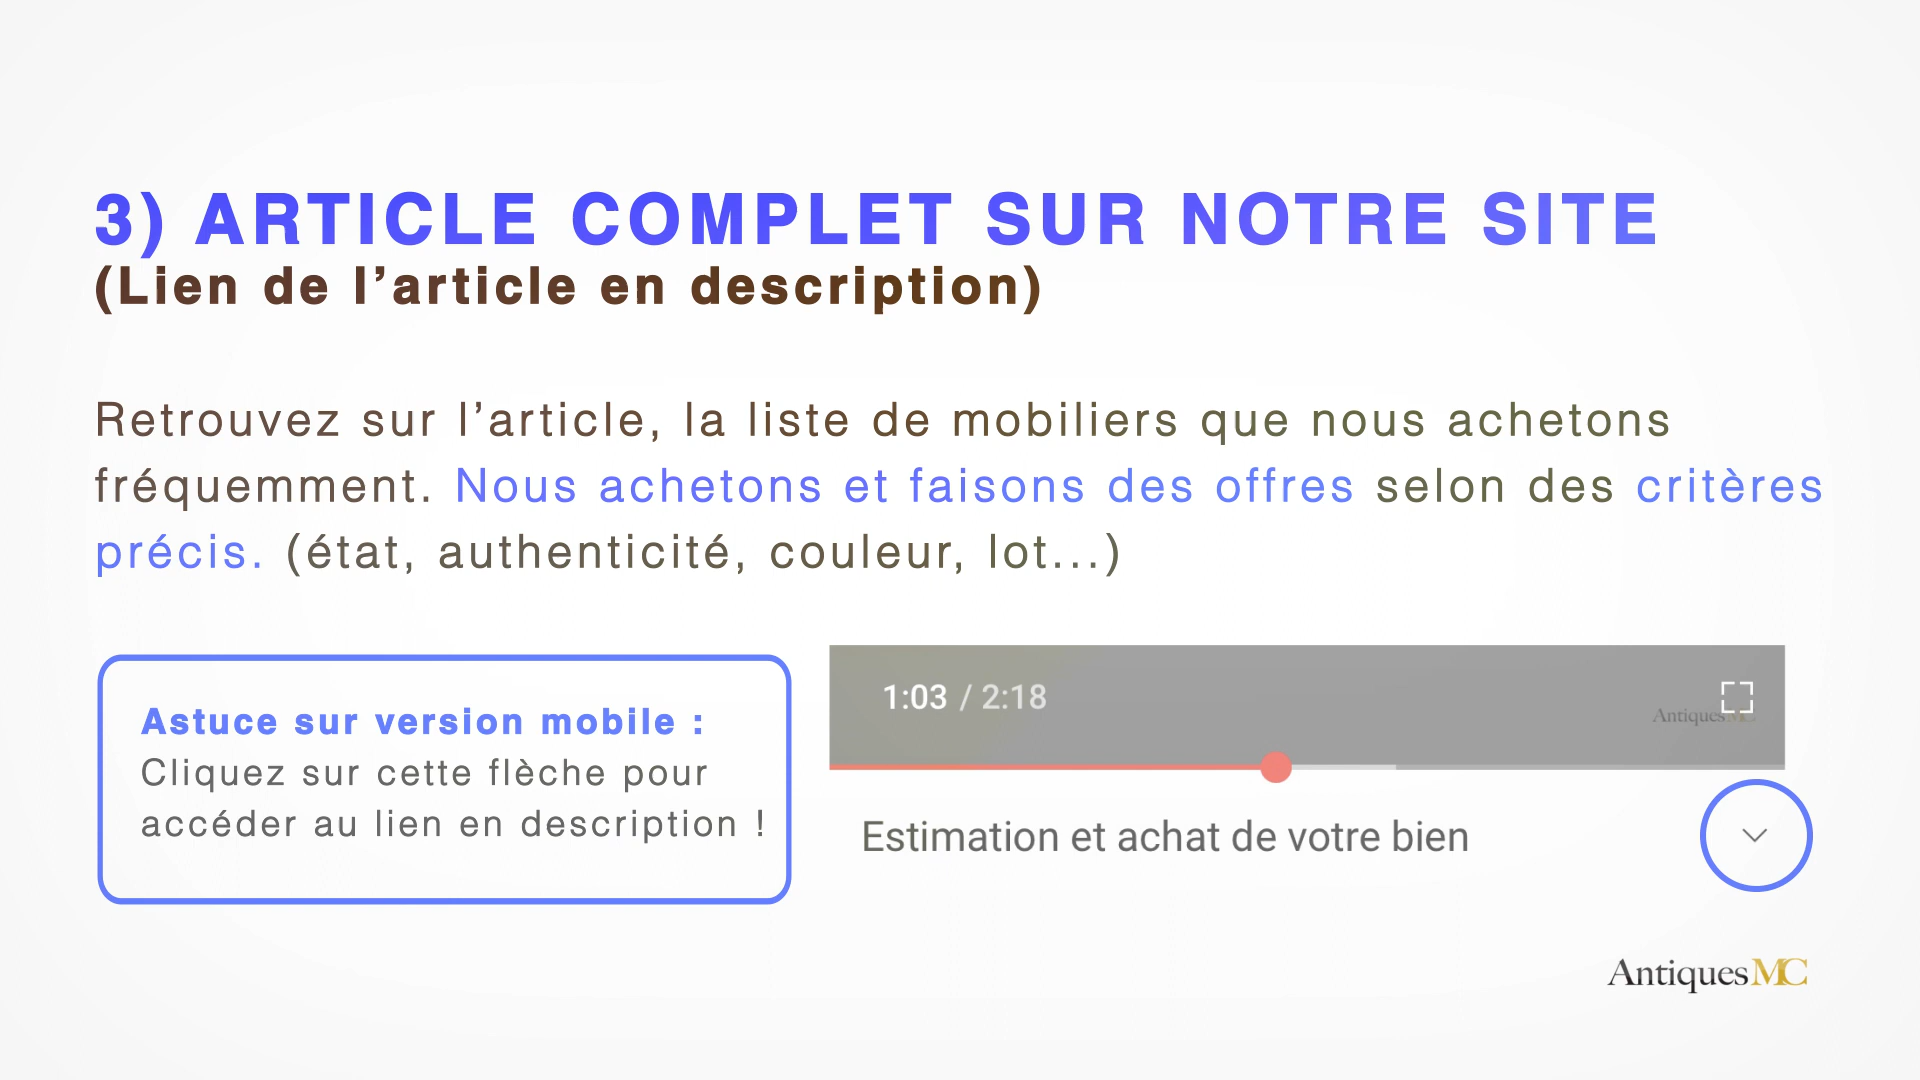 3) ARTICLE COMPLET SUR NOTRE SITE
(Lien de l’article en description)
Retrouvez sur l’article, la liste de mobiliers que nous achetons
fréquemment. Nous achetons et faisons des offres selon des critères
précis. (état, authenticité, couleur, lot...)
Astuce sur version mobile :
Cliquez sur cette flèche pour
accéder au lien en description !
1:03 / 2:18
AntiquesMC
Estimation et achat de votre bien
AntiquesMC